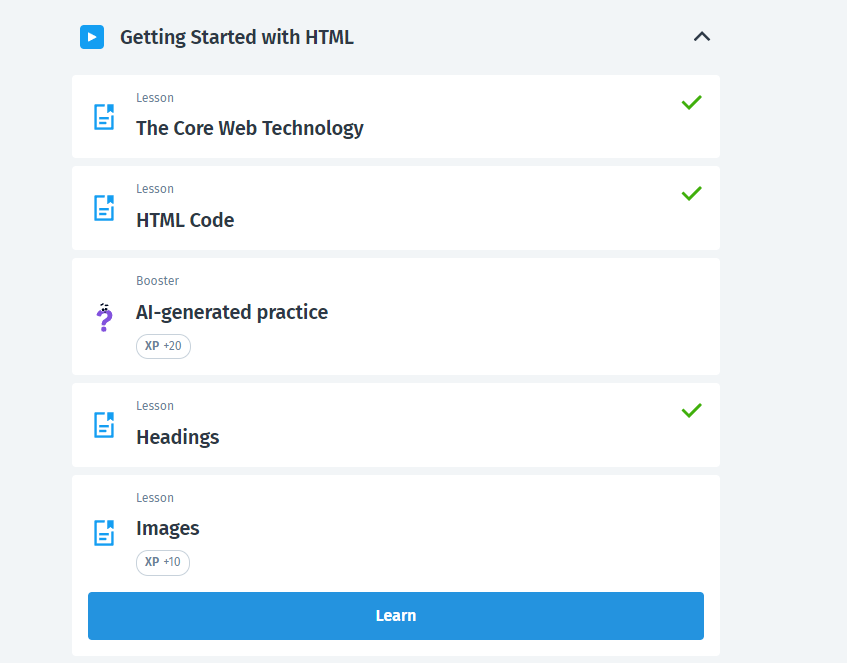 Getting Started with HTML
Lesson
The Core Web Technology
Lesson
HTML Code
Booster
AI-generated practice
XP +20
Lesson
Headings
Lesson
Images
XP +10
Learn